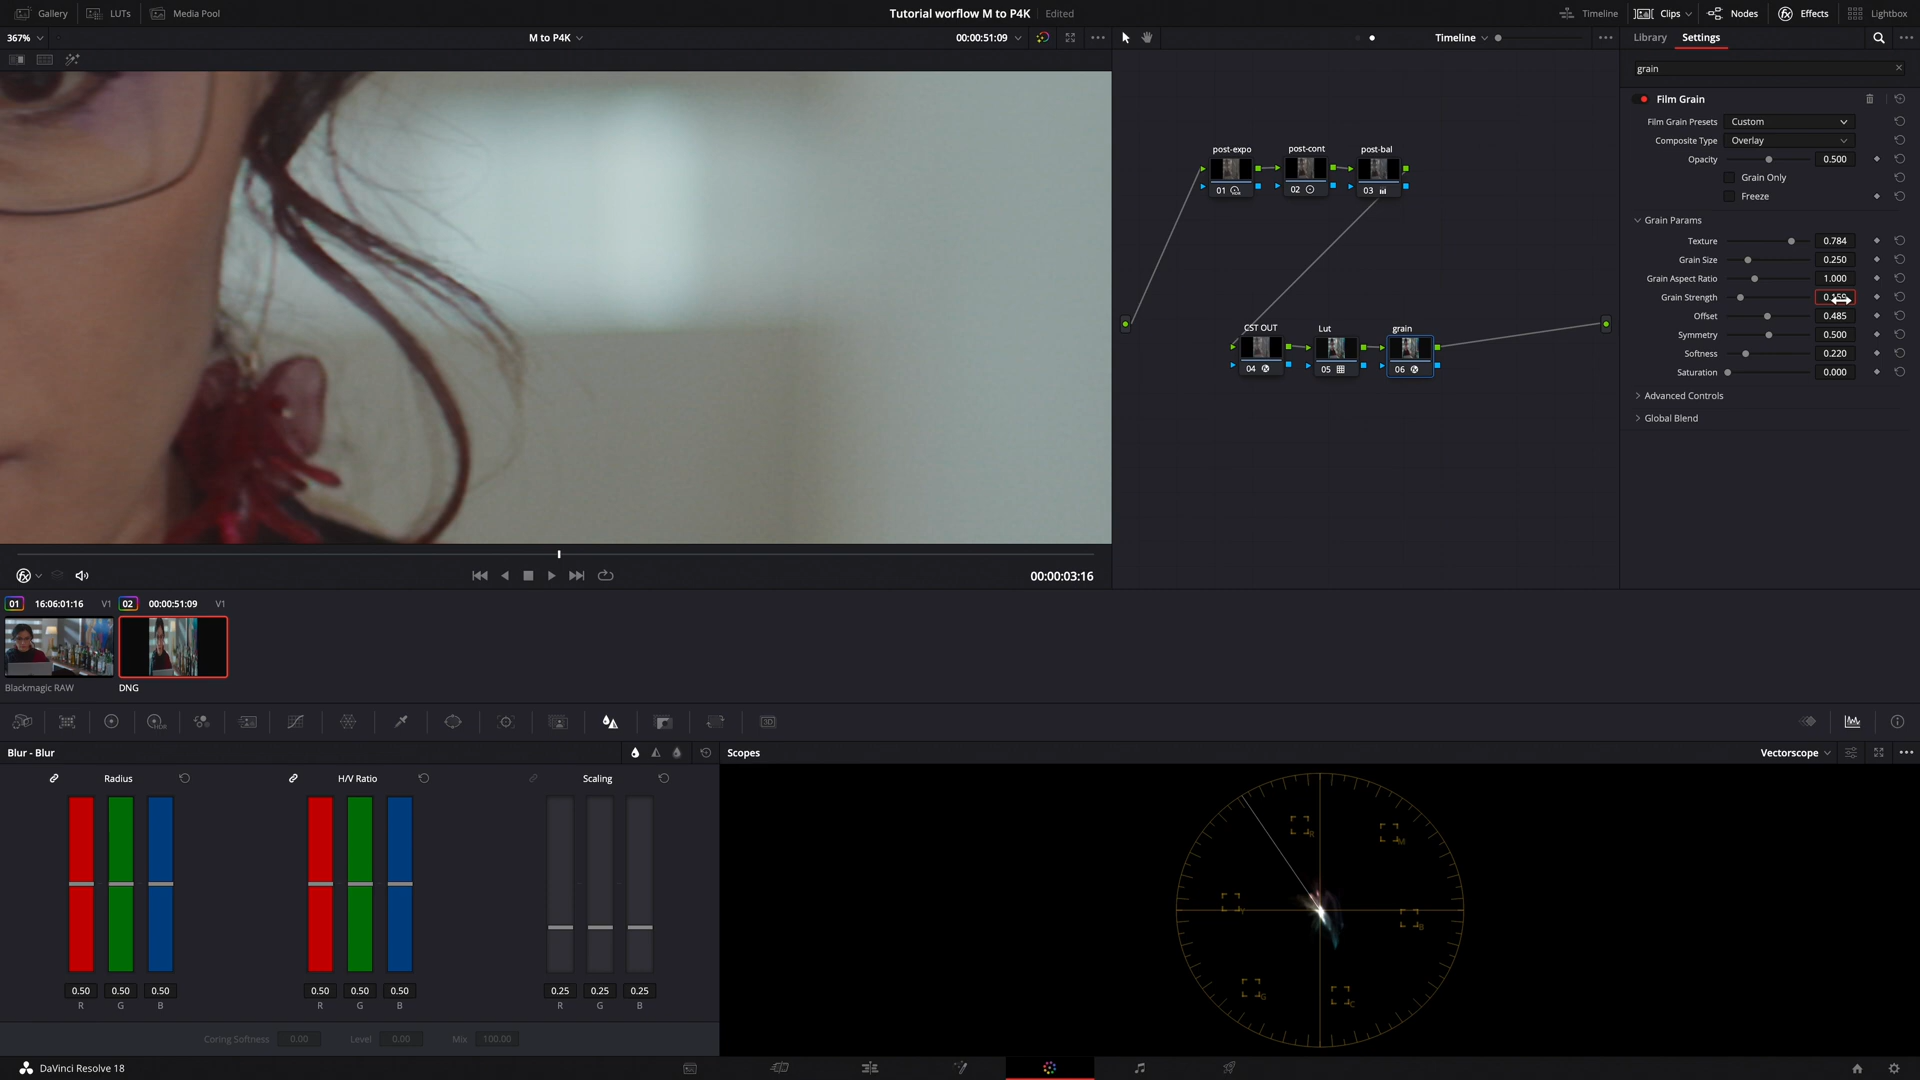 Gallery LUTs Media Pool Tutorial worflow M to P4K Edited Timeline Clips Nodes Effects Lightbox
367% M to P4K 00:00:51:09 Timeline Library Settings
grain
Film Grain
Film Grain Presets Custom
Composite Type Overlay
Opacity 0.500
Grain Only
Freeze
Grain Params
Texture 0.784
Grain Size 0.250
Grain Aspect Ratio 1.000
Grain Strength
Offset 0.485
Symmetry 0.500
Softness 0.220
Saturation 0.000
Advanced Controls
Global Blend
post-expo post-cont post-bal
01 02 03
CST OUT Lut grain
04 05 06
00:00:03:16
01 16:06:01:16 V1 02 00:00:51:09 V1
Blackmagic RAW DNG
HDR
3D
Blur - Blur
Scopes Vectorscope
Radius H/V Ratio Scaling
0.50 0.50 0.50 0.50 0.50 0.50 0.25 0.25 0.25
R G B R G B R G B
Coring Softness 0.00 Level 0.00 Mix 100.00
R M
Y B
G C
DaVinci Resolve 18